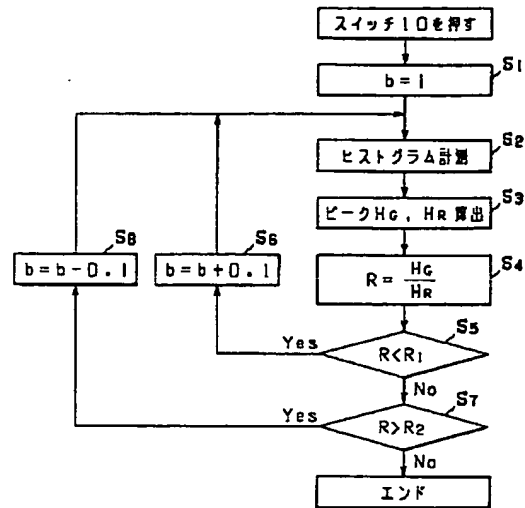 スイッチ10を押す
S1
b=1
S2
ヒストグラム計測
S3
ピークHG, HR算出
S8
b=b-0.1
S6
b=b+0.1
S4
R=HG/HR
S5
Yes
R<R1
No
S7
Yes
R>R2
No
エンド